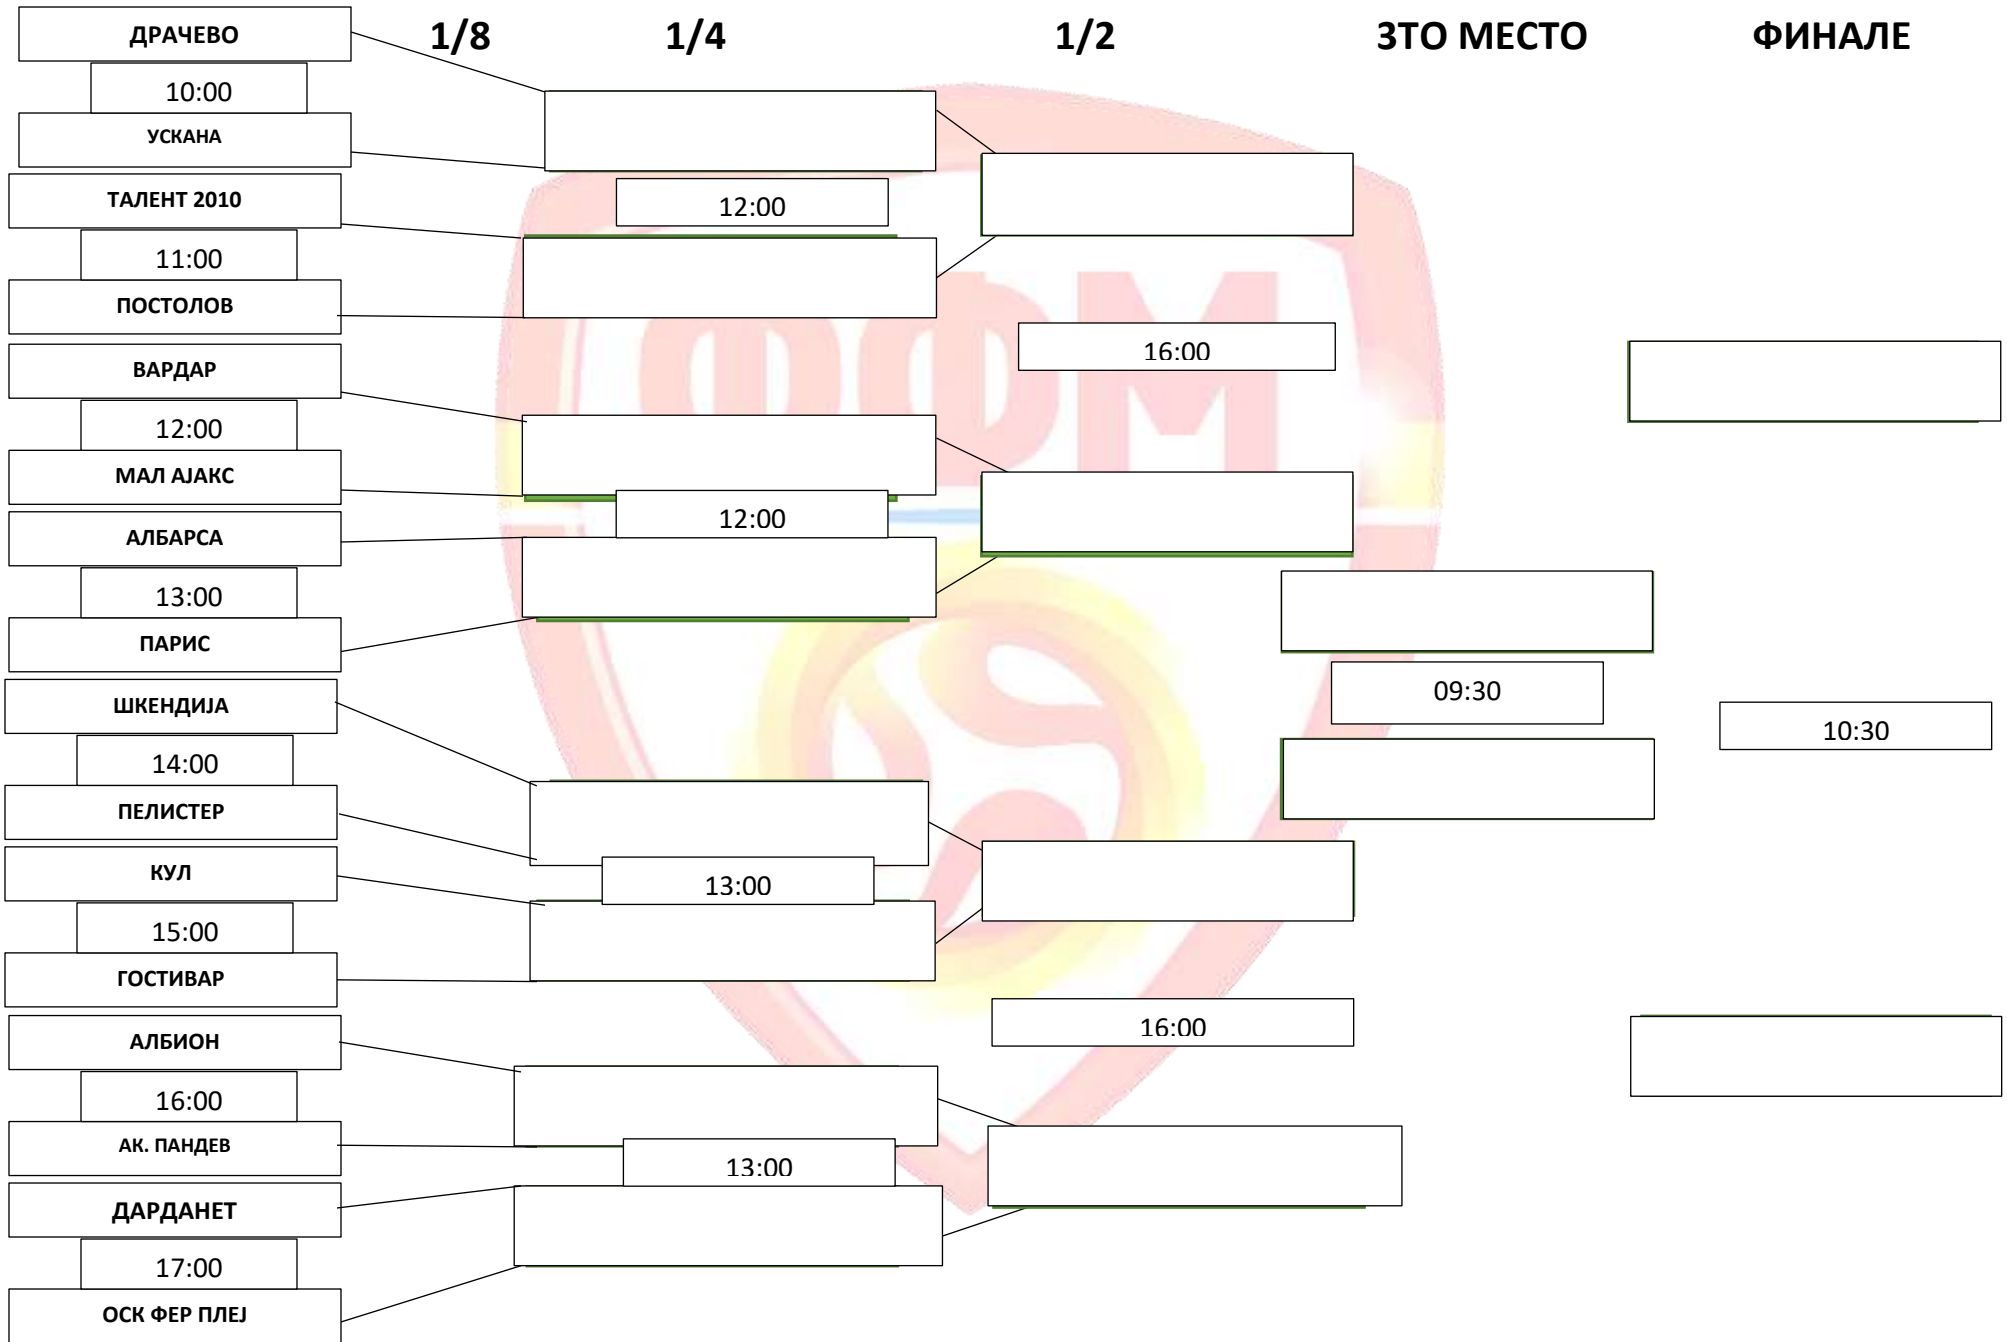 1/8
1/4
1/2
3ТО МЕСТО
ФИНАЛЕ
ДРАЧЕВО
10:00
УСКАНА
ТАЛЕНТ 2010
11:00
ПОСТОЛОВ
ВАРДАР
12:00
МАЛ АЈАКС
АЛБАРСА
13:00
ПАРИС
ШКЕНДИЈА
14:00
ПЕЛИСТЕР
КУЛ
15:00
ГОСТИВАР
АЛБИОН
16:00
АК. ПАНДЕВ
ДАРДАНЕТ
17:00
ОСК ФЕР ПЛЕЈ
12:00
12:00
13:00
13:00
16:00
16:00
09:30
10:30
ФФМ